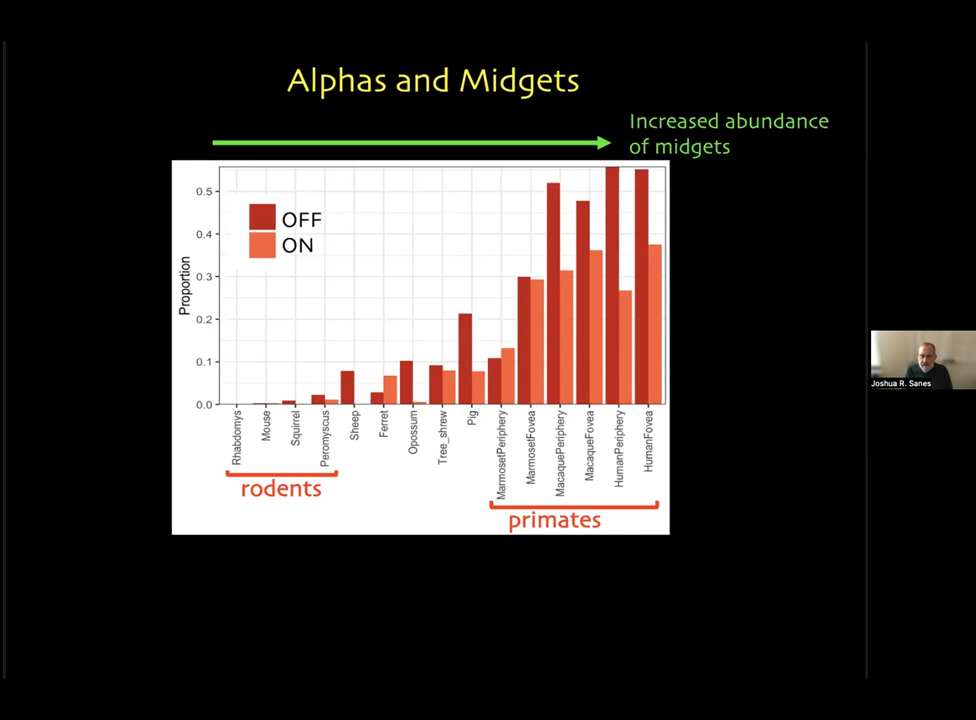 Alphas and Midgets
Increased abundance
of midgets
OFF
ON
Proportion
0.5
0.4
0.3
0.2
0.1
0.0
Rhabdomys
Mouse
Squirrel
Peromyscus
Sheep
Ferret
Opossum
Tree_shrew
Pig
MarmosetPeriphery
MarmosetFovea
MacaquePeriphery
MacaqueFovea
HumanPeriphery
HumanFovea
rodents
primates
Joshua R. Sanes